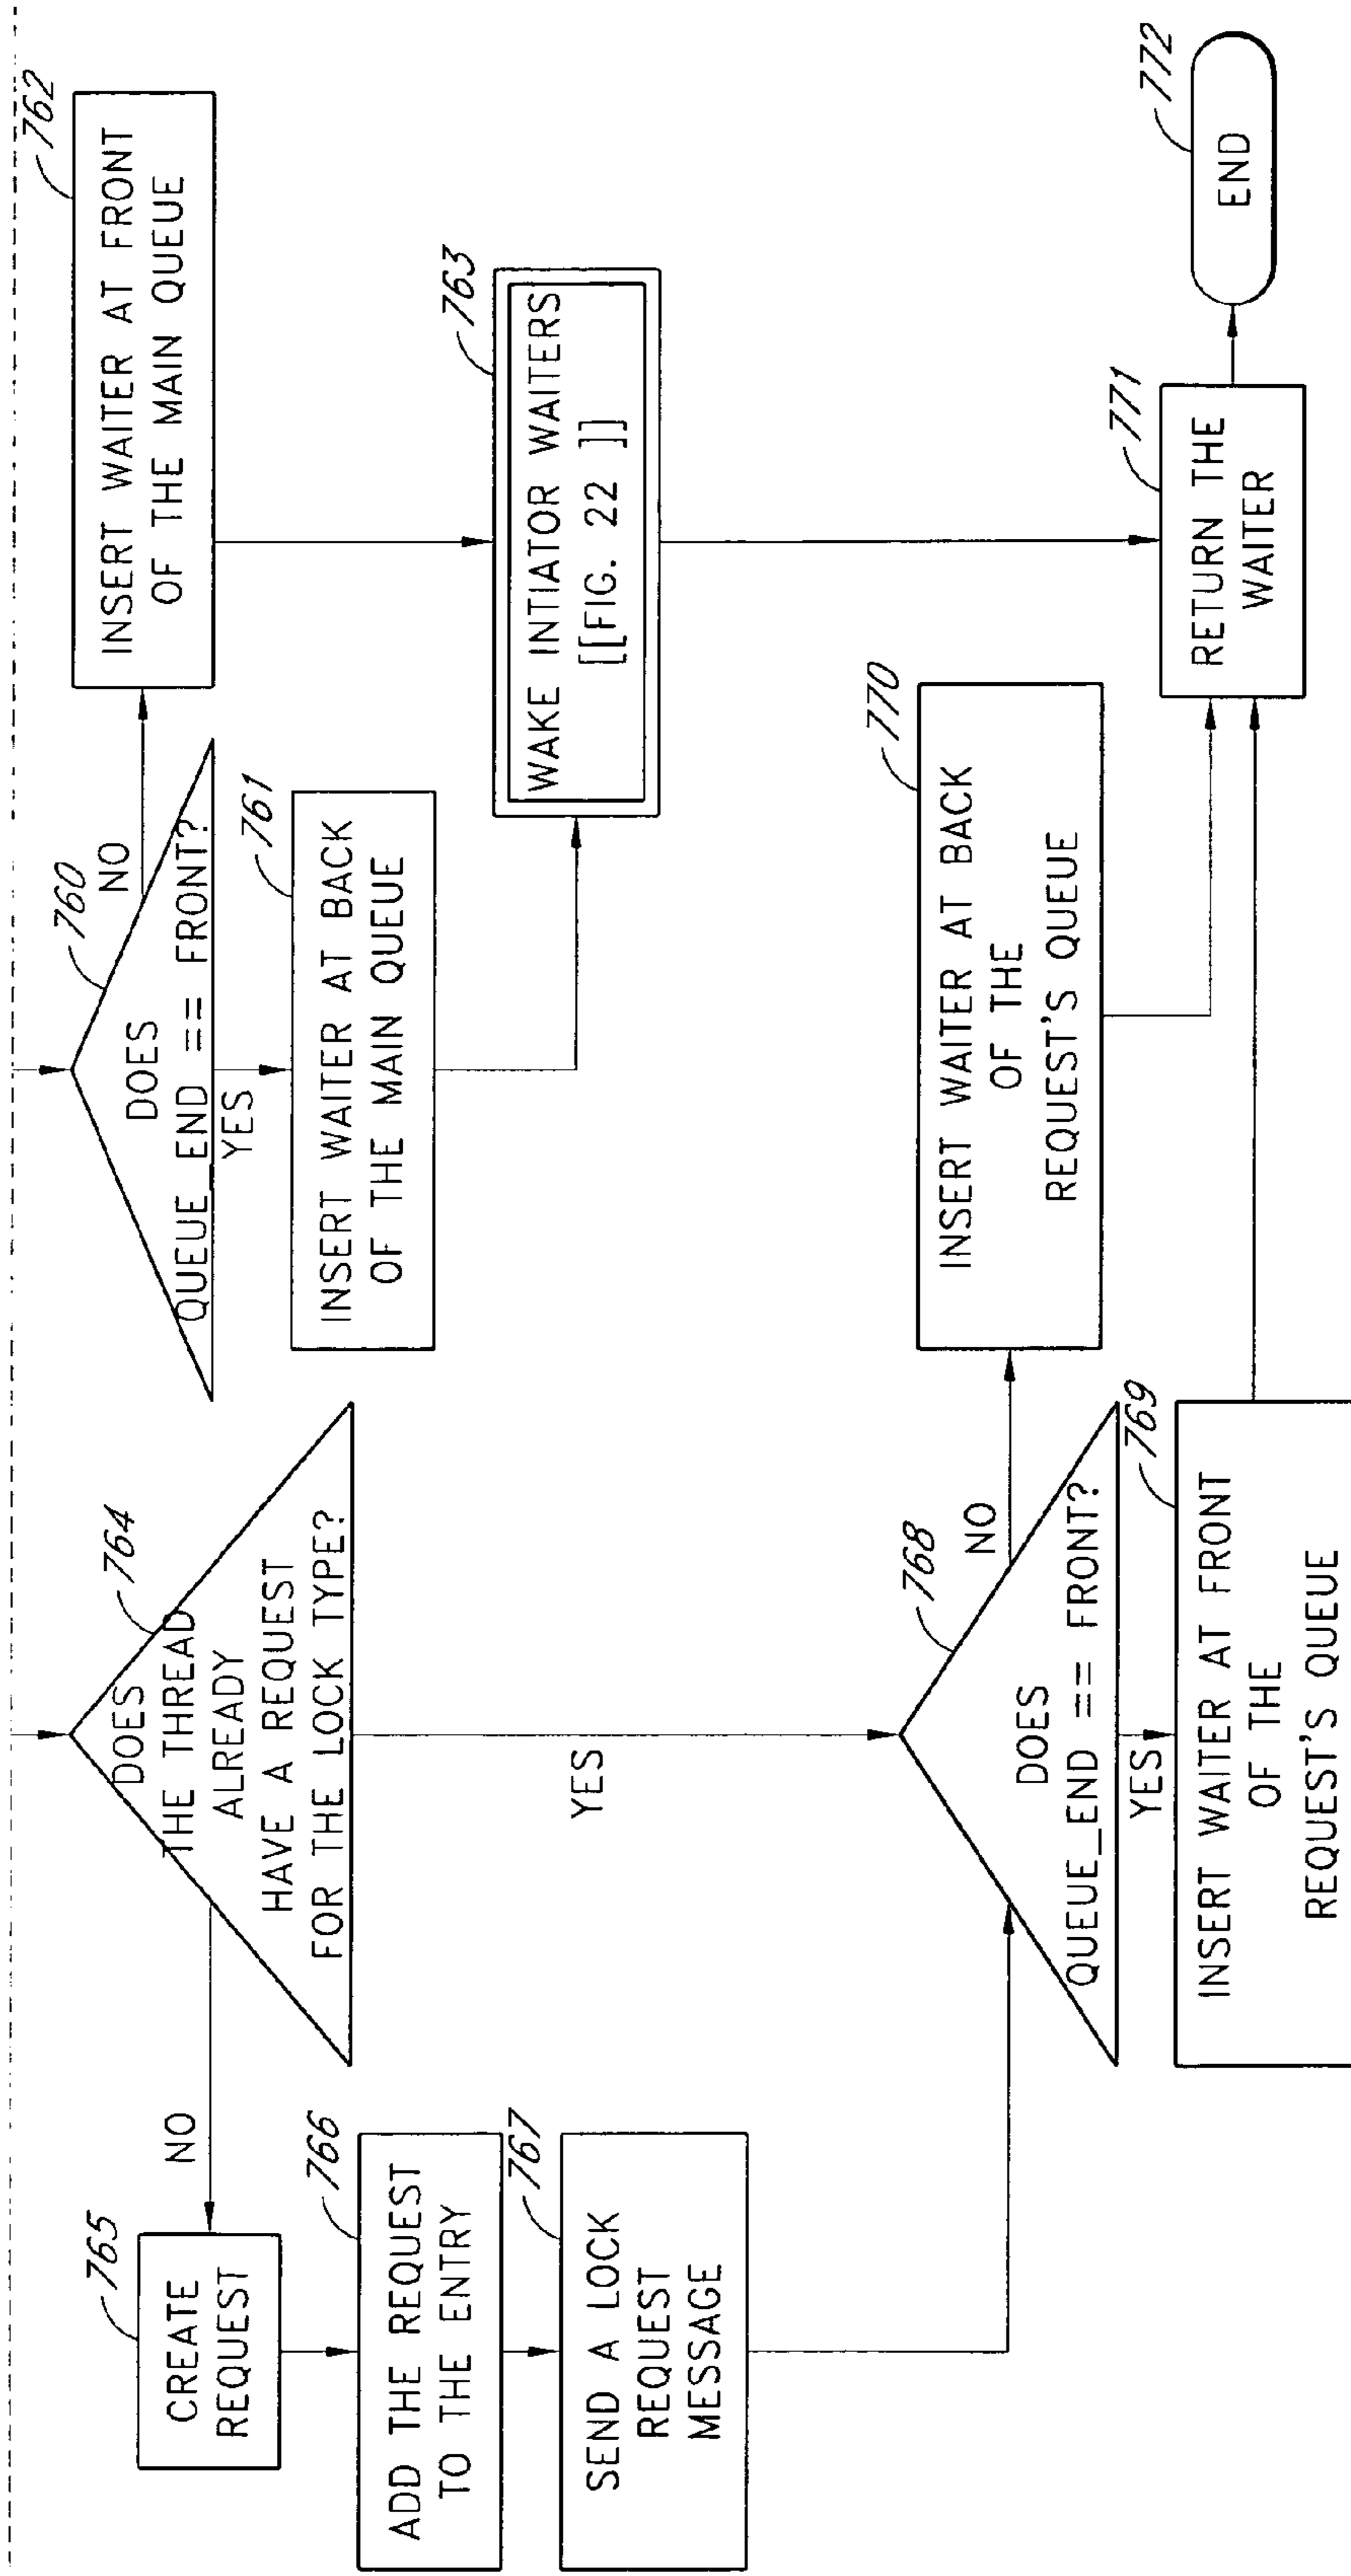 DOES
THE THREAD
ALREADY
HAVE A REQUEST
FOR THE LOCK TYPE?
764
NO
YES
CREATE
REQUEST
765
ADD THE REQUEST
TO THE ENTRY
766
SEND A LOCK
REQUEST
MESSAGE
767
DOES
QUEUE_END == FRONT?
760
NO
YES
INSERT WAITER AT BACK
OF THE MAIN QUEUE
761
INSERT WAITER AT FRONT
OF THE MAIN QUEUE
762
WAKE INTIATOR WAITERS
[[FIG. 22 ]]
763
DOES
QUEUE_END == FRONT?
768
NO
YES
INSERT WAITER AT FRONT
OF THE
REQUEST'S QUEUE
769
INSERT WAITER AT BACK
OF THE
REQUEST'S QUEUE
770
RETURN THE
WAITER
771
END
772